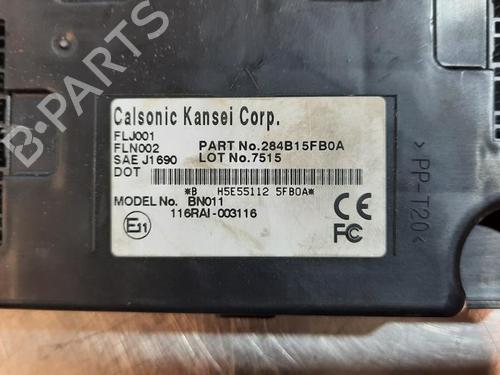 Calsonic Kansei Corp.
FLJ001
FLN002 PART No.284B15FB0A
SAE J1690 LOT No.7515
DOT
*B H5E55112 5FB0A*
MODEL No. BN011
116RAI-003116
E11
CE
FC
>PP-T20<
B-PARTS